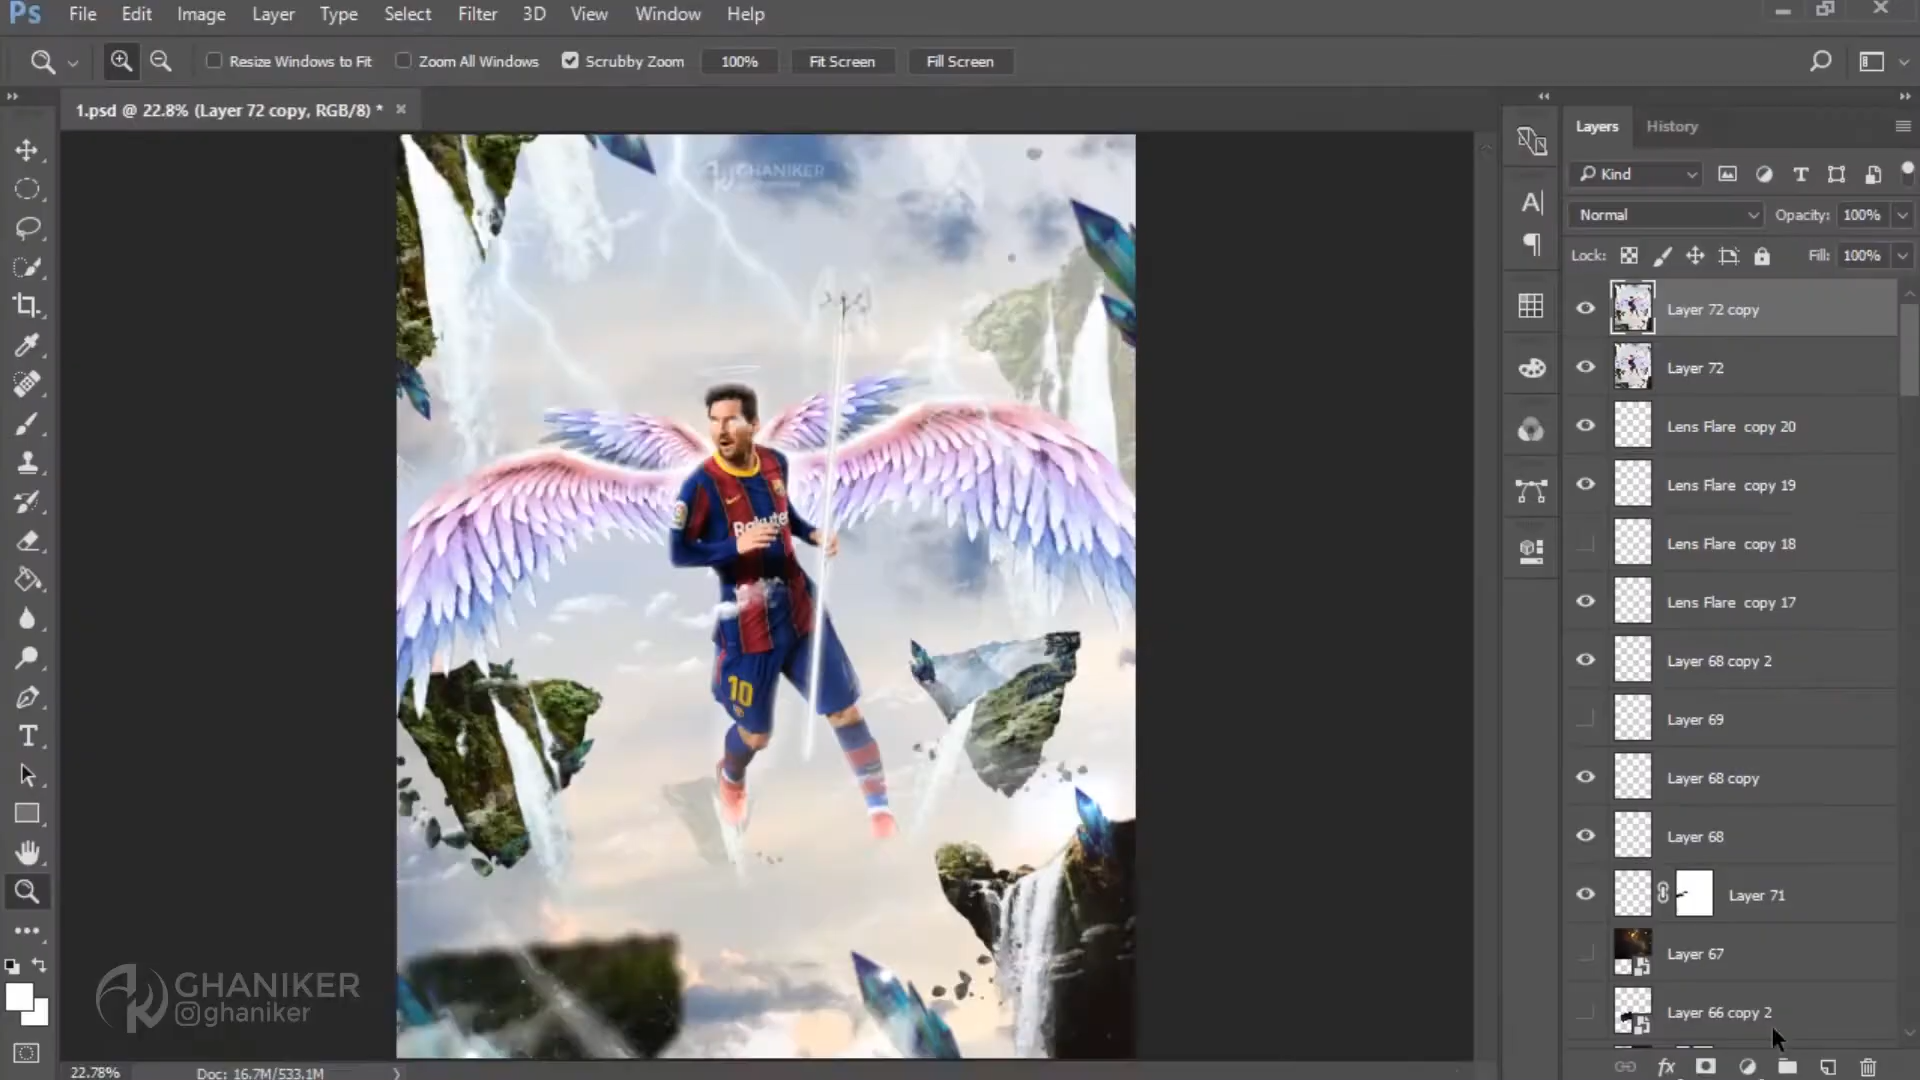 Ps File Edit Image Layer Type Select Filter 3D View Window Help
Resize Windows to Fit Zoom All Windows Scrubby Zoom 100% Fit Screen Fill Screen
1.psd @ 22.8% (Layer 72 copy, RGB/8) *
Layers History
Kind
Normal Opacity: 100%
Lock: Fill: 100%
Layer 72 copy
Layer 72
Lens Flare copy 20
Lens Flare copy 19
Lens Flare copy 18
Lens Flare copy 17
Layer 68 copy 2
Layer 69
Layer 68 copy
Layer 68
Layer 71
Layer 67
Layer 66 copy 2
GHANIKER
Rakuten
10
GHANIKER
ghaniker
22.78% Doc: 16.7M/533.1M
fx